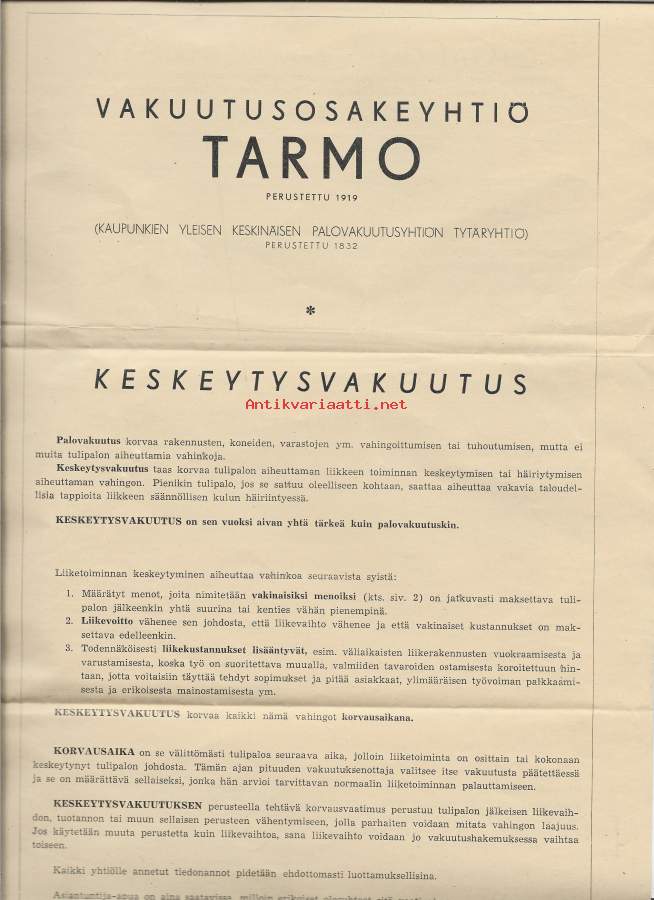 VAKUUTUSOSAKEYHTIÖ
TARMO
PERUSTETTU 1919
(KAUPUNKIEN YLEISEN KESKINÄISEN PALOVAKUUTUSYHTIÖN TYTÄRYHTIÖ)
PERUSTETTU 1832
*
KESKEYTYSVAKUUTUS
Antikvariaatti.net
Palovakuutus korvaa rakennusten, koneiden, varastojen ym. vahingoittumisen tai tuhoutumisen, mutta ei
muita tulipalon aiheuttamia vahinkoja.
Keskeytysvakuutus taas korvaa tulipalon aiheuttaman liikkeen toiminnan keskeytymisen tai häiriytymisen
aiheuttaman vahingon. Pienikin tulipalo, jos se sattuu oleelliseen kohtaan, saattaa aiheuttaa vakavia taloudel-
lisia tappioita liikkeen säännöllisen kulun häiriintyessä.
KESKEYTYSVAKUUTUS on sen vuoksi aivan yhtä tärkeä kuin palovakuutuskin.
Liiketoiminnan keskeytyminen aiheuttaa vahinkoa seuraavista syistä:
1. Määrätyt menot, joita nimitetään vakinaisiksi menoiksi (kts. siv. 2) on jatkuvasti maksettava tuli-
palon jälkeenkin yhtä suurina tai kenties vähän pienempinä.
2. Liikevoitto vähenee sen johdosta, että liikevaihto vähenee ja että vakinaiset kustannukset on mak-
settava edelleenkin.
3. Todennäköisesti liikekustannukset lisääntyvät, esim. väliaikaisten liikerakennusten vuokraamisesta ja
varustamisesta, koska työ on suoritettava muualla, valmiiden tavaroiden ostamisesta koroitettuun hin-
taan, jotta voitaisiin täyttää tehdyt sopimukset ja pitää asiakkaat, ylimääräisen työvoiman palkkaami-
sesta ja erikoisesta mainostamisesta ym.
KESKEYTYSVAKUUTUS korvaa kaikki nämä vahingot korvausaikana.
KORVAUSAIKA on se välittömästi tulipaloa seuraava aika, jolloin liiketoiminta on osittain tai kokonaan
keskeytynyt tulipalon johdosta. Tämän ajan pituuden vakuutuksenottaja valitsee itse vakuutusta päätettäessä
ja se on määrättävä sellaiseksi, jonka hän arvioi tarvittavan normaalin liiketoiminnan palauttamiseen.
KESKEYTYSVAKUUTUKSEN perusteella tehtävä korvausvaatimus perustuu tulipalon jälkeisen liikevaih-
don, tuotannon tai muun sellaisen perusteen vähentymiseen, jolla parhaiten voidaan mitata vahingon laajuus.
Jos käytetään muuta perustetta kuin liikevaihtoa, sana liikevaihto voidaan jo vakuutushakemuksessa vaihtaa
toiseen.
Kaikki yhtiölle annetut tiedonannot pidetään ehdottomasti luottamuksellisina.
Asiantuntija-apua on aina saatavissa, milloin erikoiset